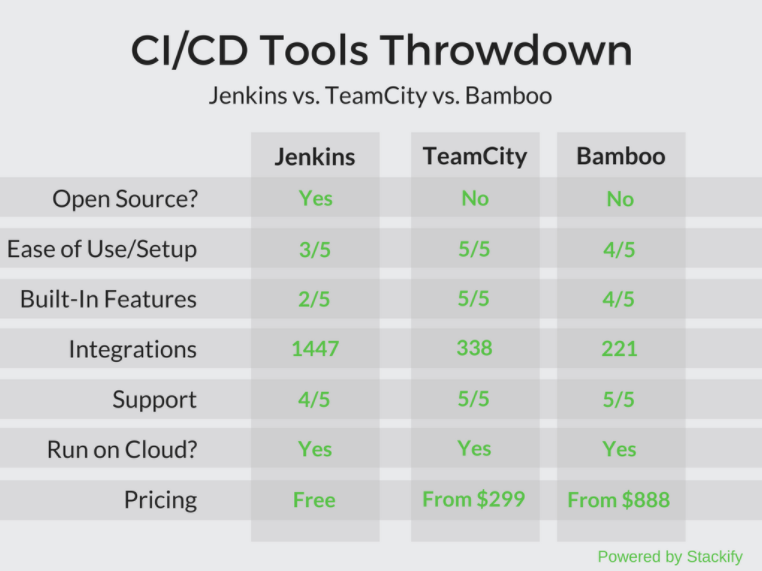 CI/CD Tools Throwdown
Jenkins vs. TeamCity vs. Bamboo
Jenkins TeamCity Bamboo
Open Source? Yes No No
Ease of Use/Setup 3/5 5/5 4/5
Built-In Features 2/5 5/5 4/5
Integrations 1447 338 221
Support 4/5 5/5 5/5
Run on Cloud? Yes Yes Yes
Pricing Free From $299 From $888
Powered by Stackify